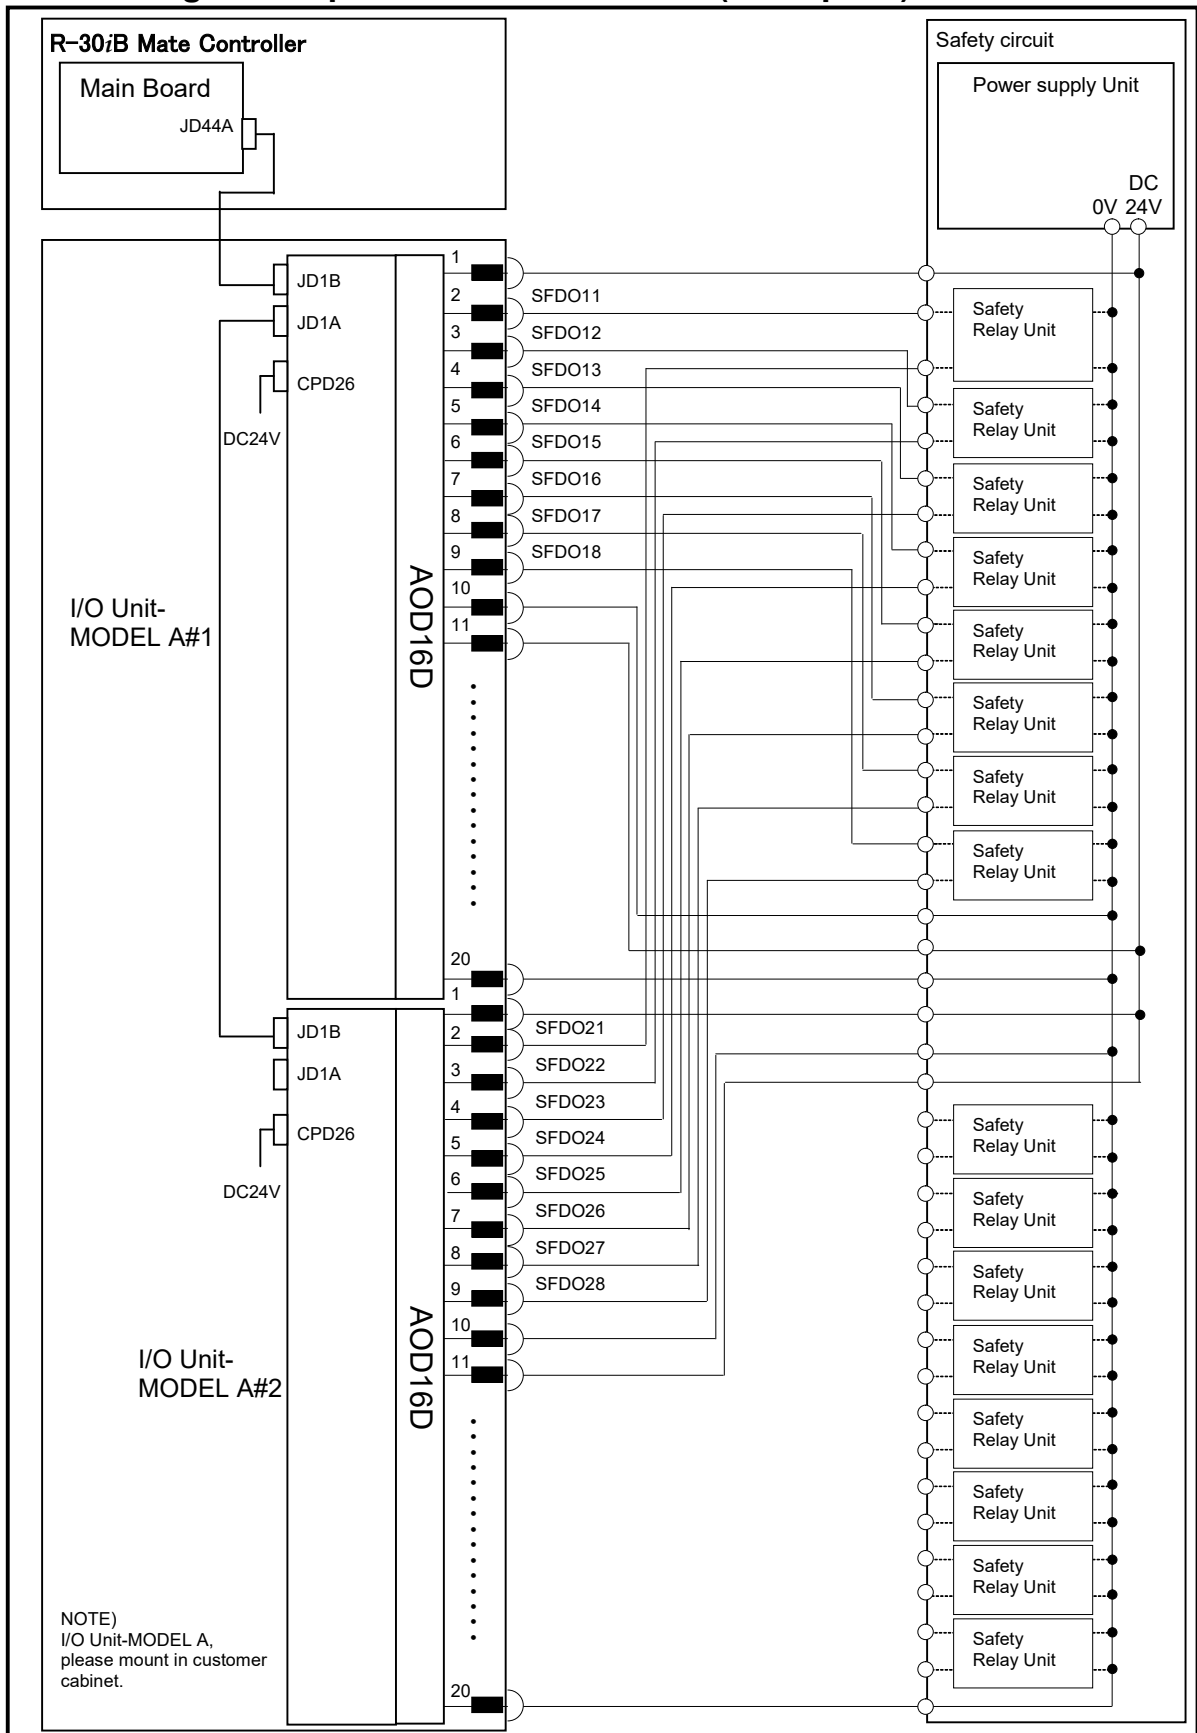 R-30iB Mate Controller
Main Board
JD44A
Safety circuit
Power supply Unit
DC
0V 24V
JD1B
JD1A
CPD26
DC24V
I/O Unit-
MODEL A#1
AOD16D
1
2
SFDO11
3
SFDO12
4
SFDO13
5
SFDO14
6
SFDO15
7
SFDO16
8
SFDO17
9
SFDO18
10
11
20
Safety
Relay Unit
Safety
Relay Unit
Safety
Relay Unit
Safety
Relay Unit
Safety
Relay Unit
Safety
Relay Unit
Safety
Relay Unit
Safety
Relay Unit
JD1B
JD1A
CPD26
DC24V
I/O Unit-
MODEL A#2
AOD16D
1
2
SFDO21
3
SFDO22
4
SFDO23
5
SFDO24
6
SFDO25
7
SFDO26
8
SFDO27
9
SFDO28
10
11
20
Safety
Relay Unit
Safety
Relay Unit
Safety
Relay Unit
Safety
Relay Unit
Safety
Relay Unit
Safety
Relay Unit
Safety
Relay Unit
Safety
Relay Unit
NOTE)
I/O Unit-MODEL A,
please mount in customer
cabinet.